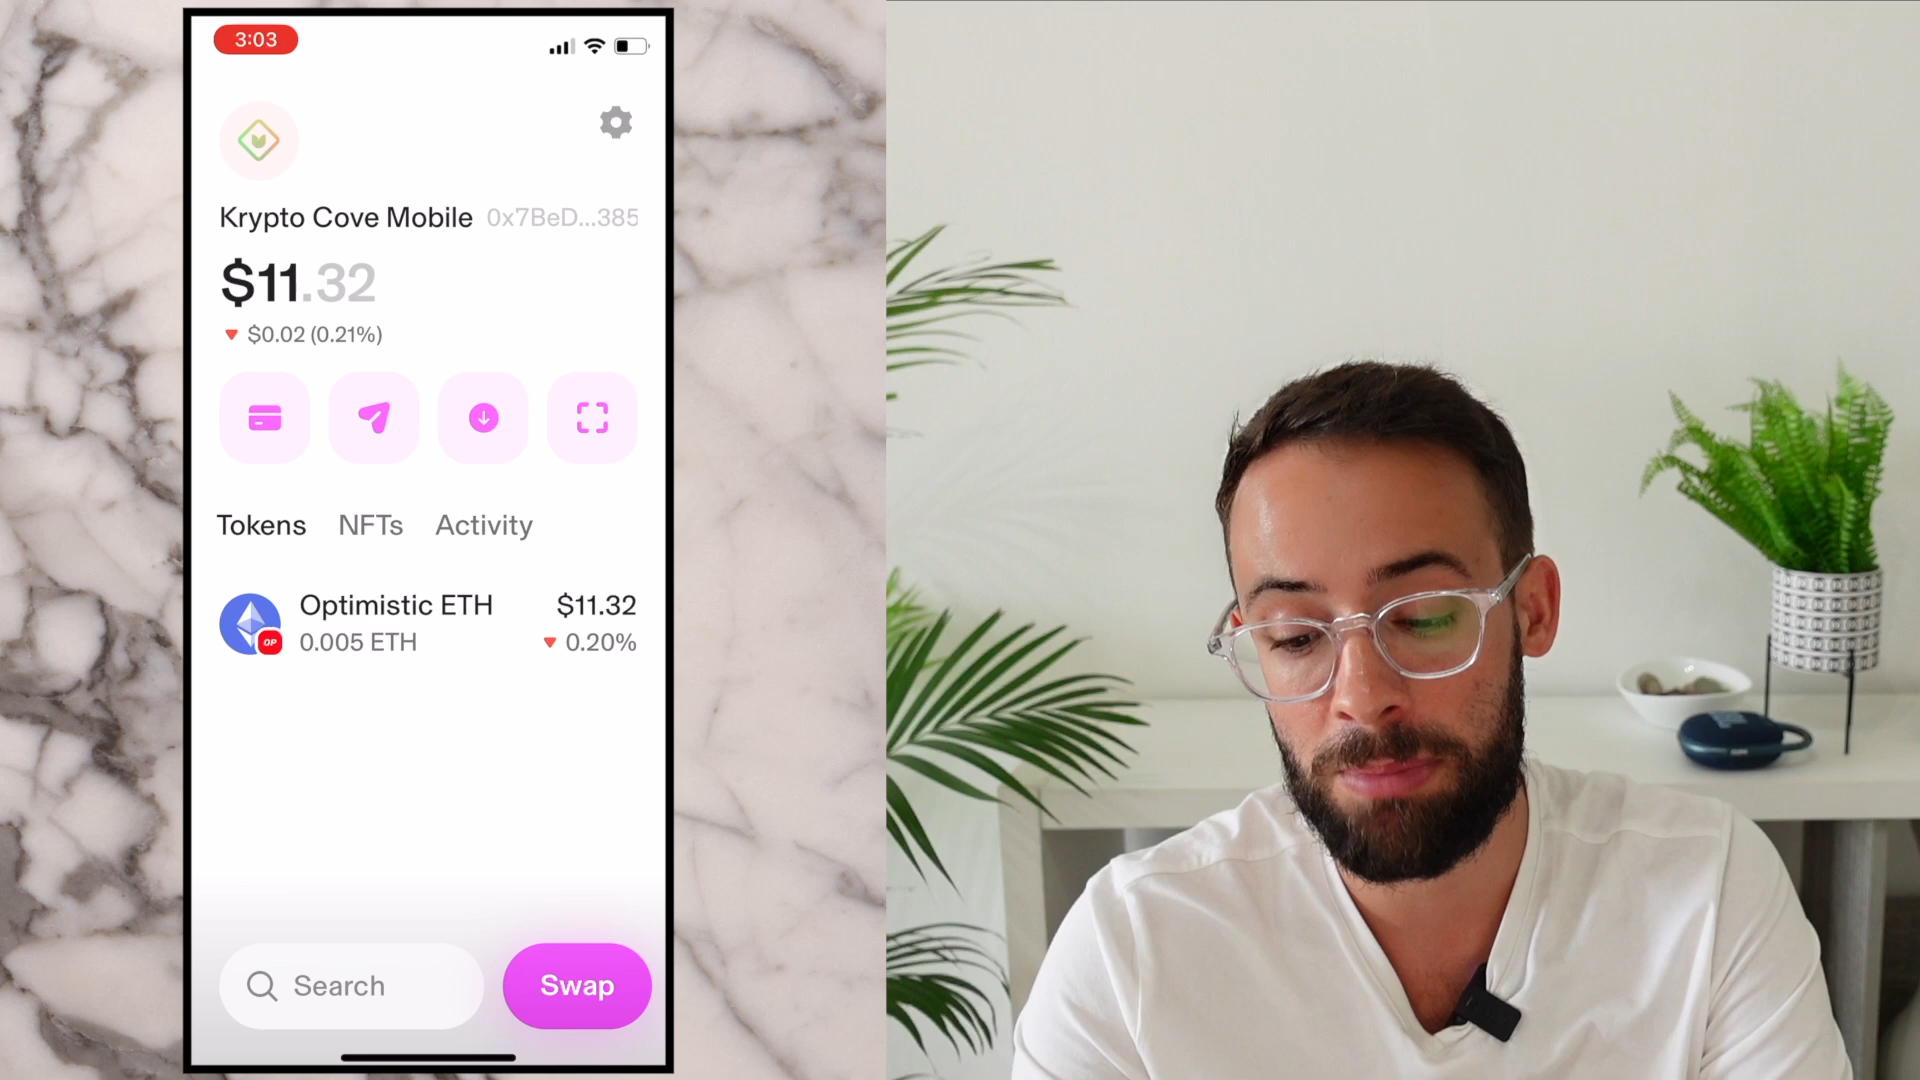 3:03
Krypto Cove Mobile 0x7BeD...385
$11.32
$0.02 (0.21%)
Tokens NFTs Activity
Optimistic ETH $11.32
OP 0.005 ETH 0.20%
Search Swap